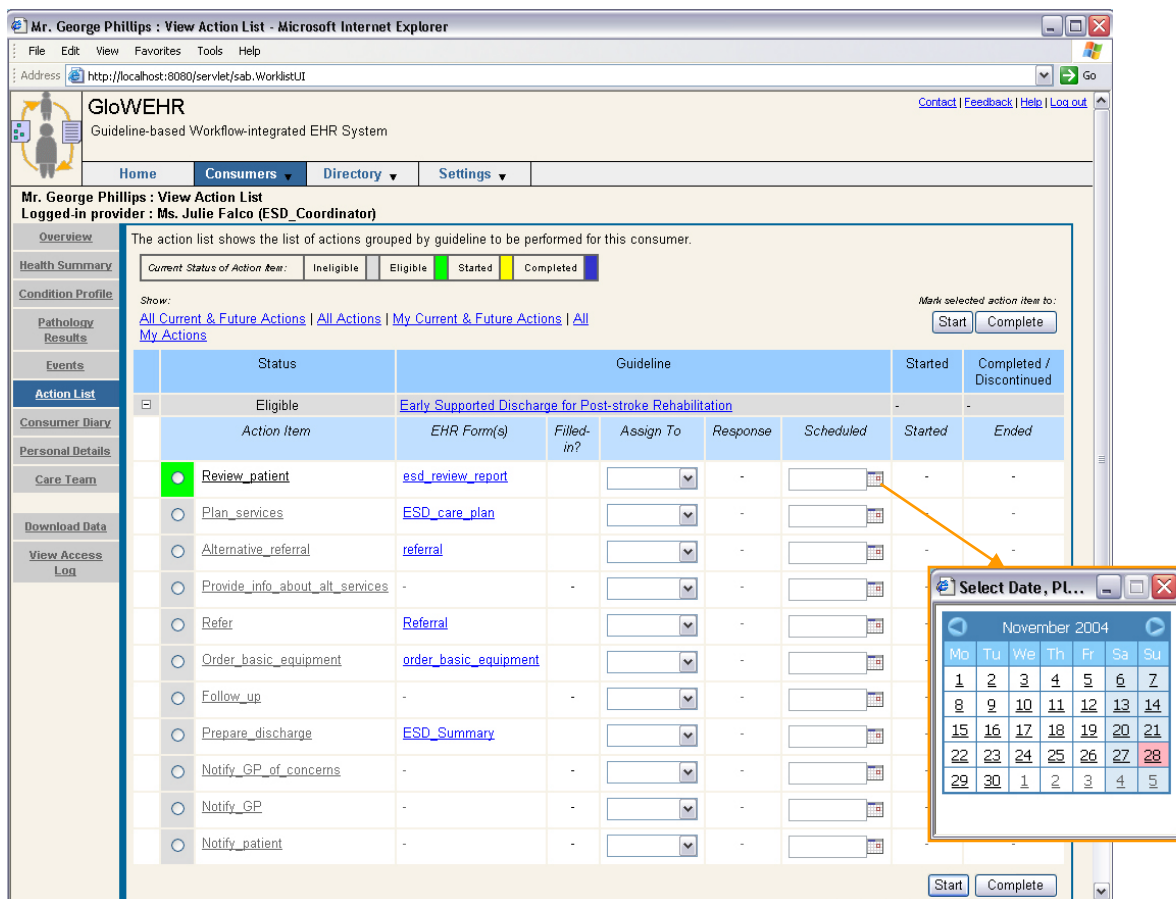 Mr. George Phillips : View Action List - Microsoft Internet Explorer
File Edit View Favorites Tools Help
Address http://localhost:8080/servlet/sab.WorklistUI Go
GloWEHR
Guideline-based Workflow-integrated EHR System
Contact | Feedback | Help | Log out
Home Consumers Directory Settings
Mr. George Phillips : View Action List
Logged-in provider : Ms. Julie Falco (ESD_Coordinator)
Overview
Health Summary
Condition Profile
Pathology
Results
Events
Action List
Consumer Diary
Personal Details
Care Team
Download Data
View Access
Log
The action list shows the list of actions grouped by guideline to be performed for this consumer.
Current Status of Action Item: Ineligible Eligible Started Completed
Show:
All Current & Future Actions | All Actions | My Current & Future Actions | All
My Actions
Mark selected action item to:
Start Complete
Status Guideline Started Completed /
Discontinued
Eligible Early Supported Discharge for Post-stroke Rehabilitation - -
Action Item EHR Form(s) Filled-
in? Assign To Response Scheduled Started Ended
Review_patient esd_review_report - - -
Plan_services ESD_care_plan - - -
Alternative_referral referral - - -
Provide_info_about_alt_services - - - -
Refer Referral - -
Order_basic_equipment order_basic_equipment - -
Follow_up - - - -
Prepare_discharge ESD_Summary - -
Notify_GP_of_concerns - - - -
Notify_GP - - - -
Notify_patient - - - - -
Start Complete
Select Date, Pl...
November 2004
Mo Tu We Th Fr Sa Su
1 2 3 4 5 6 7
8 9 10 11 12 13 14
15 16 17 18 19 20 21
22 23 24 25 26 27 28
29 30 1 2 3 4 5